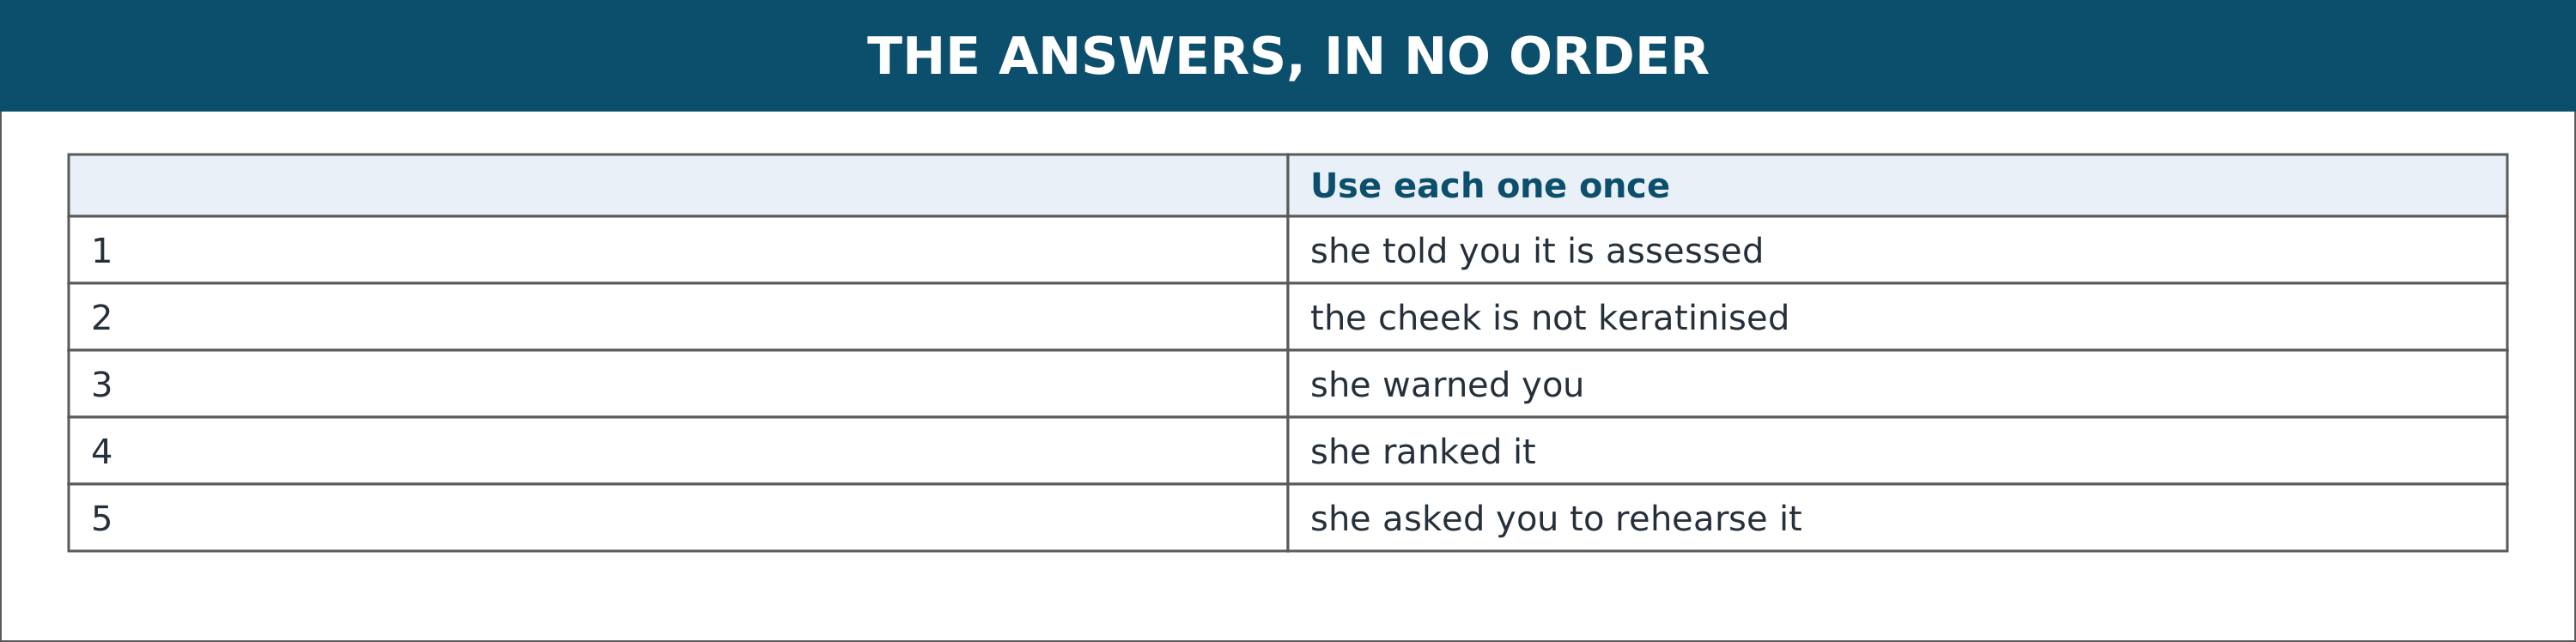 THE ANSWERS, IN NO ORDER
Use each one once
1 she told you it is assessed
2 the cheek is not keratinised
3 she warned you
4 she ranked it
5 she asked you to rehearse it